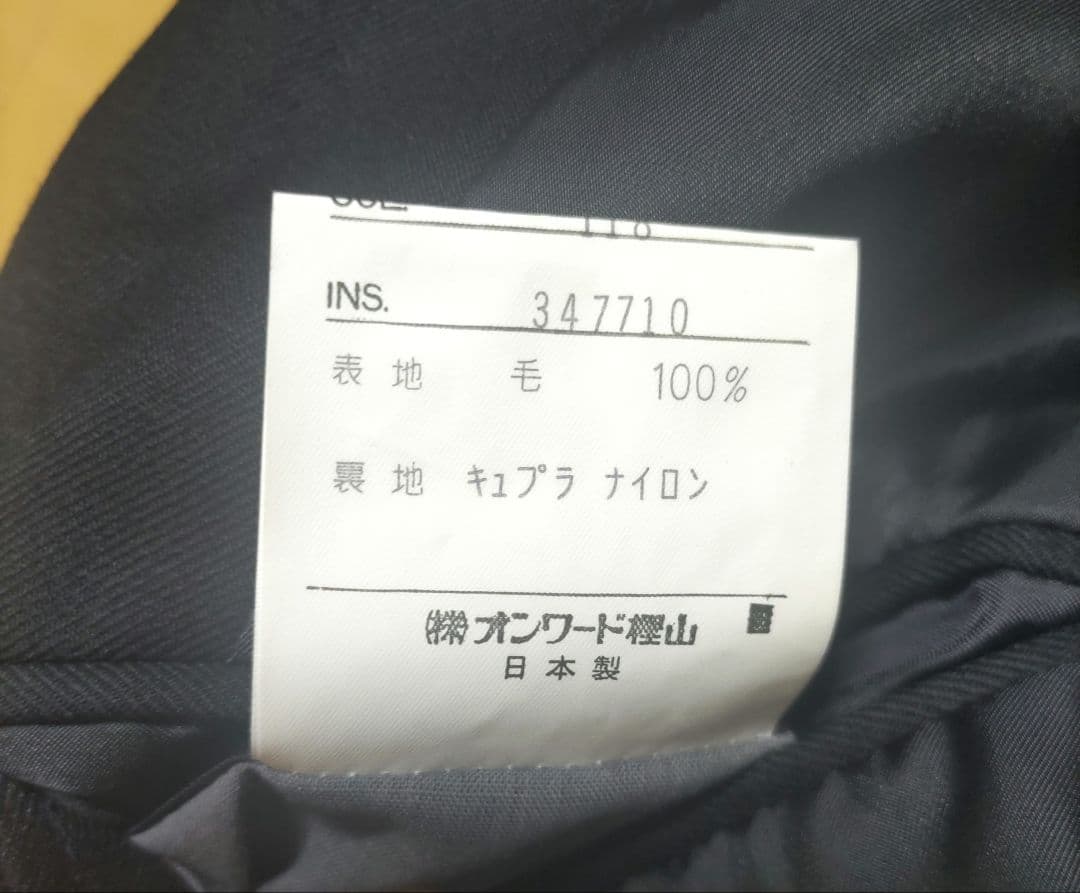 118
INS. 347710
表地 毛 100%
裏地 キュプラ ナイロン
㈱オンワード樫山
日本製